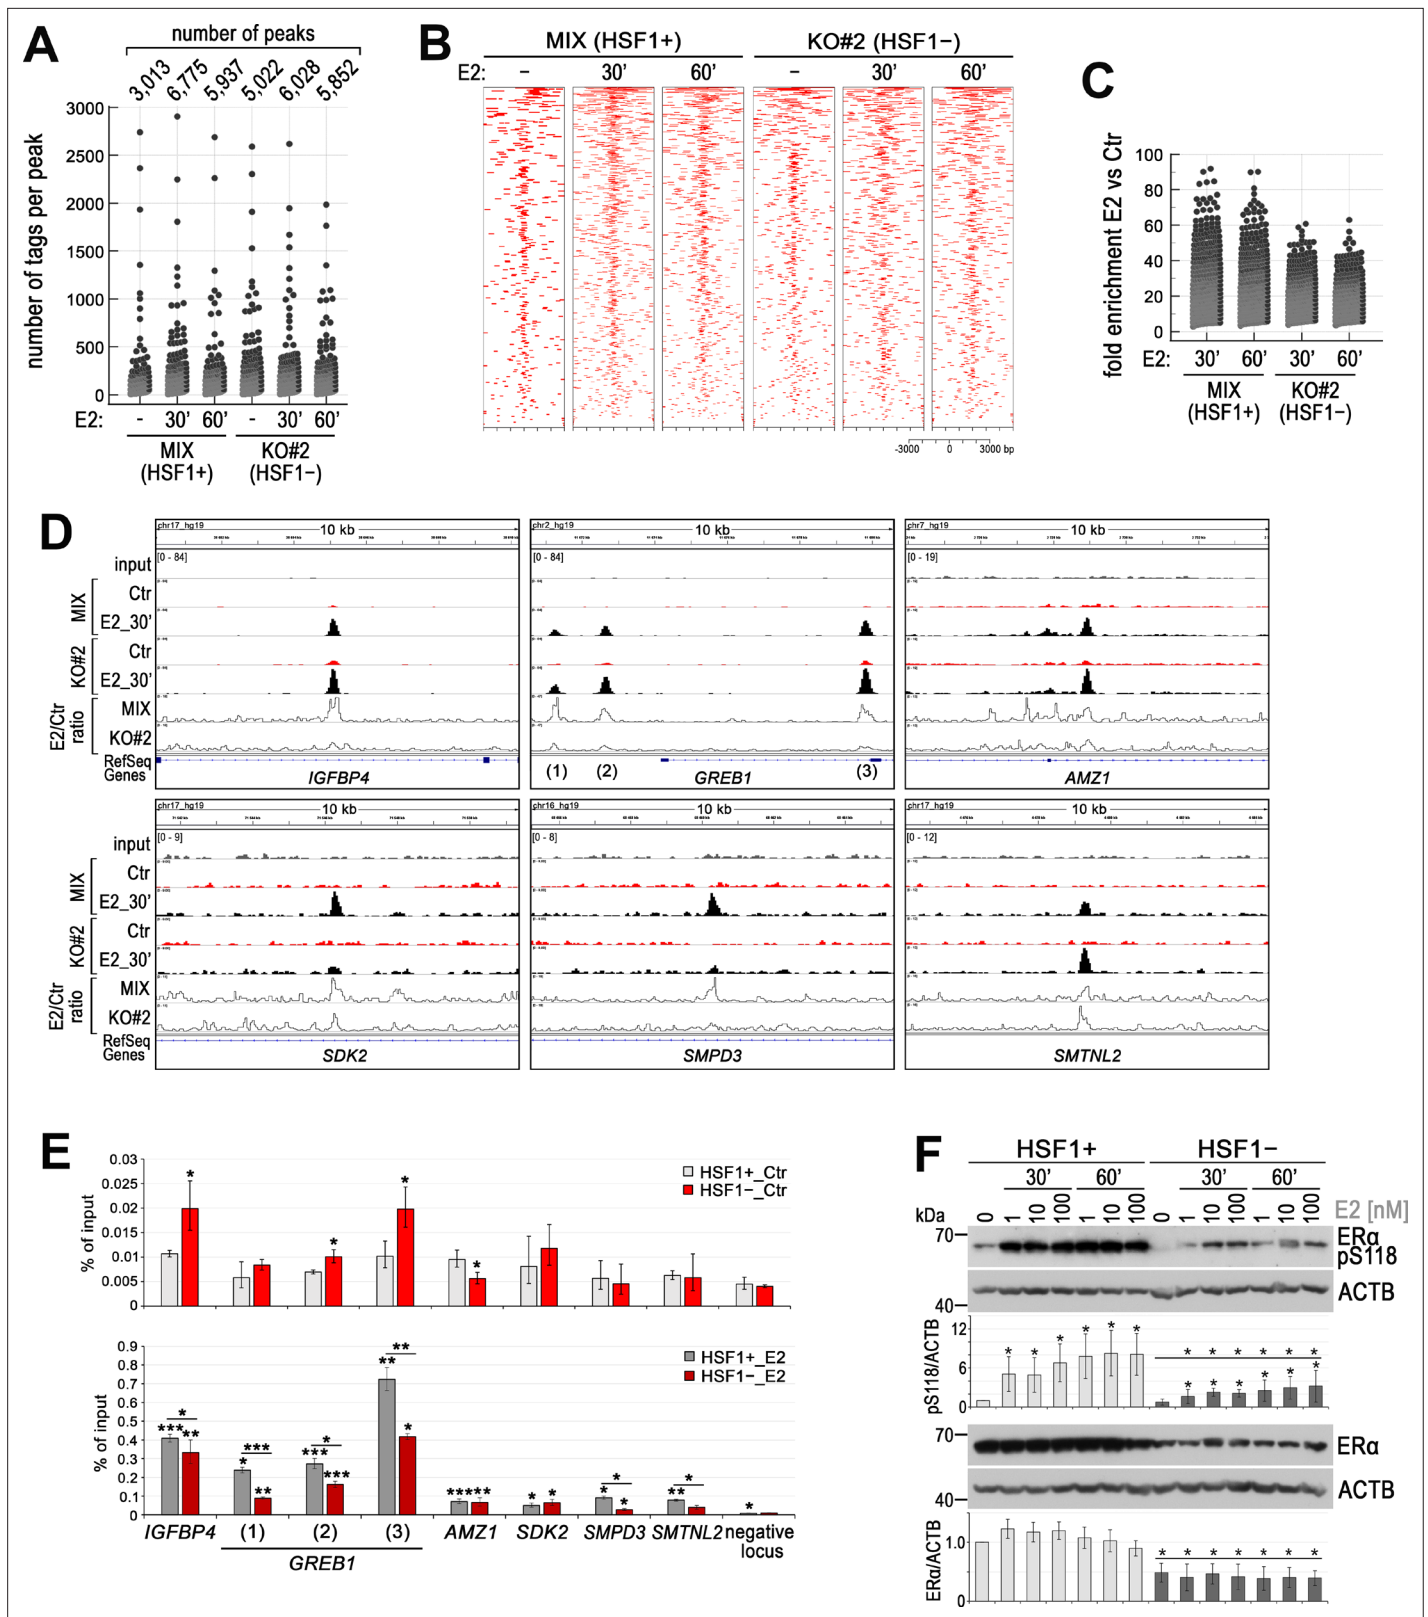 A
number of peaks
3,013 6,775 5,937 5,022 6,028 5,852
number of tags per peak
3000
2500
2000
1500
1000
500
0
E2: - 30' 60' - 30' 60'
MIX (HSF1+) KO#2 (HSF1−)
B
MIX (HSF1+) KO#2 (HSF1−)
E2: – 30' 60' – 30' 60'
-3000 0 3000 bp
C
fold enrichment E2 vs Ctr
100
80
60
40
20
0
E2: 30' 60' 30' 60'
MIX (HSF1+) KO#2 (HSF1−)
D
chr17_hg19 10 kb
chr2_hg19 10 kb
chr7_hg19 10 kb
input [0 - 84] [0 - 84] [0 - 19]
MIX Ctr
E2_30'
KO#2 Ctr
E2_30'
E2/Ctr ratio MIX
KO#2
RefSeq Genes
IGFBP4
(1) (2) GREB1 (3)
AMZ1
chr17_hg19 10 kb
chr16_hg19 10 kb
chr17_hg19 10 kb
input [0 - 9] [0 - 8] [0 - 12]
MIX Ctr
E2_30'
KO#2 Ctr
E2_30'
E2/Ctr ratio MIX
KO#2
RefSeq Genes
SDK2
SMPD3
SMTNL2
E
% of input
0.03
0.025
0.02
0.015
0.01
0.005
0
HSF1+_Ctr
HSF1−_Ctr
* * * *
% of input
0.9
0.8
0.7
0.6
0.5
0.4
0.3
0.2
0.1
0
HSF1+_E2
HSF1−_E2
IGFBP4 (1) (2) (3) AMZ1 SDK2 SMPD3 SMTNL2 negative locus
GREB1
F
HSF1+ HSF1−
30' 60' 30' 60'
kDa 0 1 10 100 1 10 100 0 1 10 100 1 10 100 E2 [nM]
70 ERα pS118
40 ACTB
pS118/ACTB
12
6
0
70 ERα
40 ACTB
ERα/ACTB
1.0
0